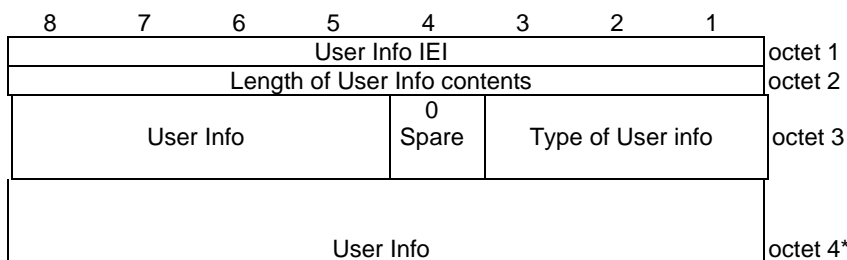 8 7 6 5 4 3 2 1
User Info IEI octet 1
Length of User Info contents octet 2
0
User Info Spare Type of User info octet 3
User Info octet 4*